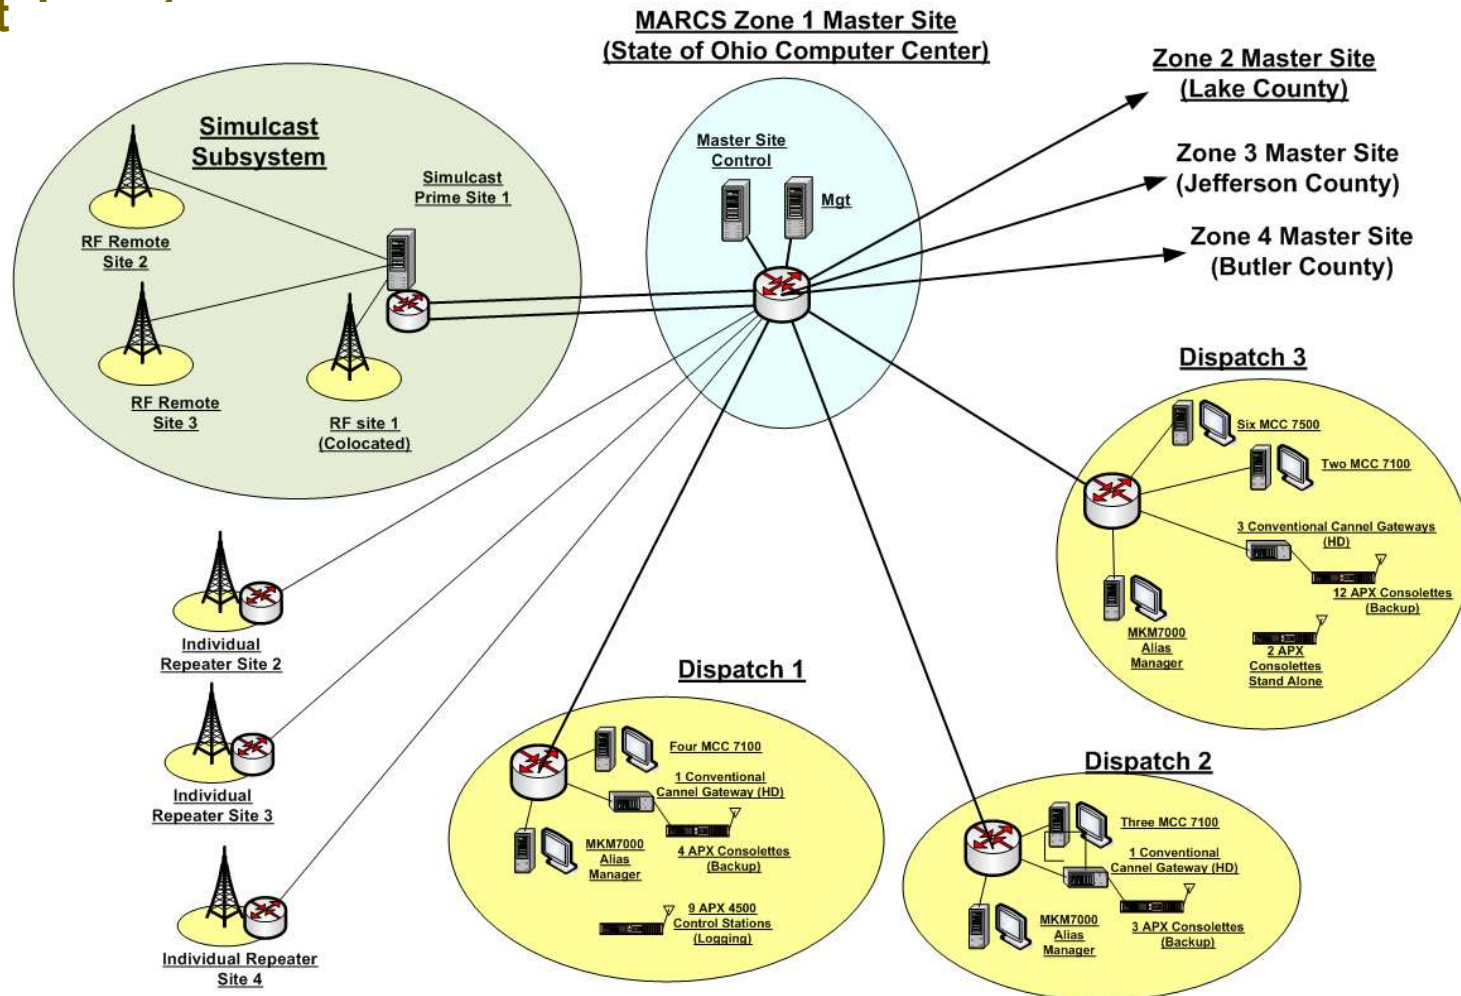 MARCS Zone 1 Master Site
(State of Ohio Computer Center)
Zone 2 Master Site
(Lake County)
Zone 3 Master Site
(Jefferson County)
Zone 4 Master Site
(Butler County)
Simulcast
Subsystem
Simulcast
Prime Site 1
RF Remote
Site 2
RF Remote
Site 3
RF site 1
(Colocated)
Master Site
Control
Mgt
Dispatch 3
Six MCC 7500
Two MCC 7100
3 Conventional Cannel Gateways
(HD)
12 APX Consolettes
(Backup)
MKM7000
Alias
Manager
2 APX
Consolettes
Stand Alone
Individual
Repeater Site 2
Individual
Repeater Site 3
Individual Repeater
Site 4
Dispatch 1
Four MCC 7100
1 Conventional
Cannel Gateway (HD)
MKM7000
Alias
Manager
4 APX Consolettes
(Backup)
9 APX 4500
Control Stations
(Logging)
Dispatch 2
Three MCC 7100
1 Conventional
Cannel Gateway (HD)
MKM7000
Alias
Manager
3 APX Consolettes
(Backup)